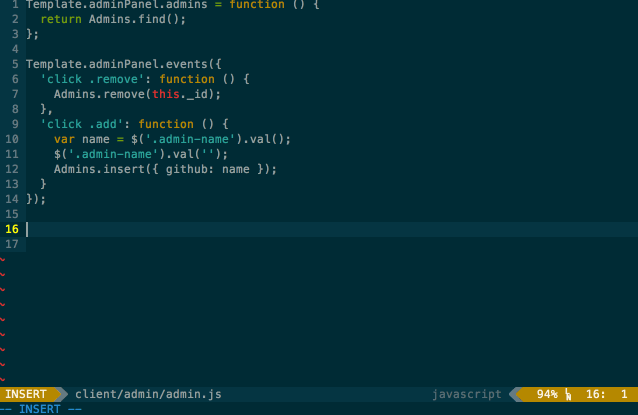 1 Template.adminPanel.admins = function () {
2   return Admins.find();
3 };
4
5 Template.adminPanel.events({
6   'click .remove': function () {
7     Admins.remove(this._id);
8   },
9   'click .add': function () {
10     var name = $('.admin-name').val();
11     $('.admin-name').val('');
12     Admins.insert({ github: name });
13   }
14 });
15
16
17
~
~
~
~
~
~
~
~
~
INSERT client/admin/admin.js javascript 94% LN 16: 1
-- INSERT --